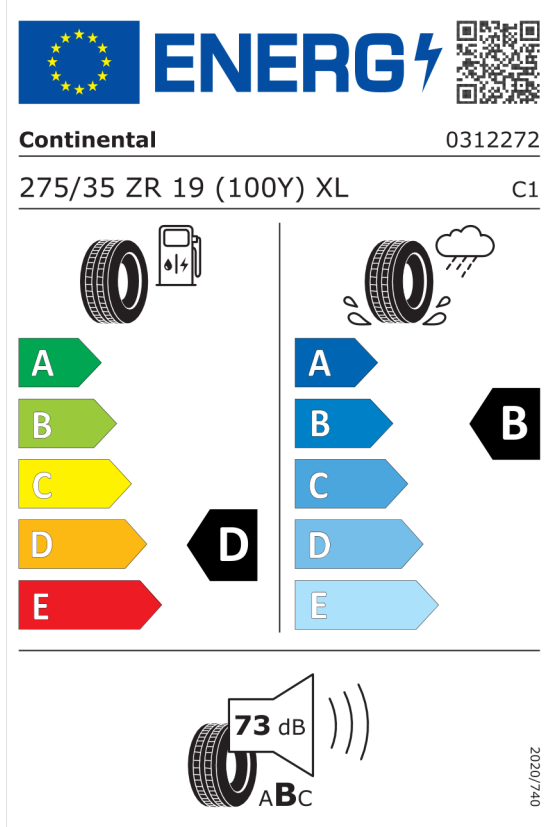 ENERG
Continental 0312272
275/35 ZR 19 (100Y) XL C1
A A
B B B
C C
D D D
E E
73 dB
ABC
2020/740